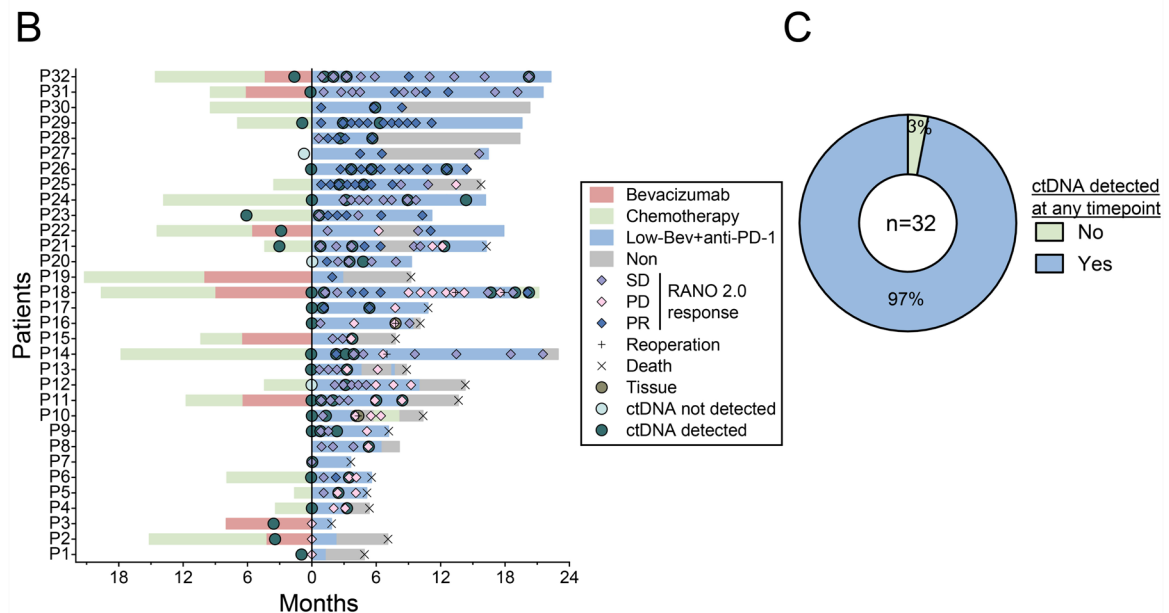 B
C
P32
P31
P30
P29
P28
P27
P26
P25
P24
P23
P22
P21
P20
P19
P18
P17
P16
P15
P14
P13
P12
P11
P10
P9
P8
P7
P6
P5
P4
P3
P2
P1
Patients
18 12 6 0 6 12 18 24
Months
Bevacizumab
Chemotherapy
Low-Bev+anti-PD-1
Non
SD
PD
PR
RANO 2.0
response
Reoperation
Death
Tissue
ctDNA not detected
ctDNA detected
3%
n=32
97%
ctDNA detected
at any timepoint
No
Yes